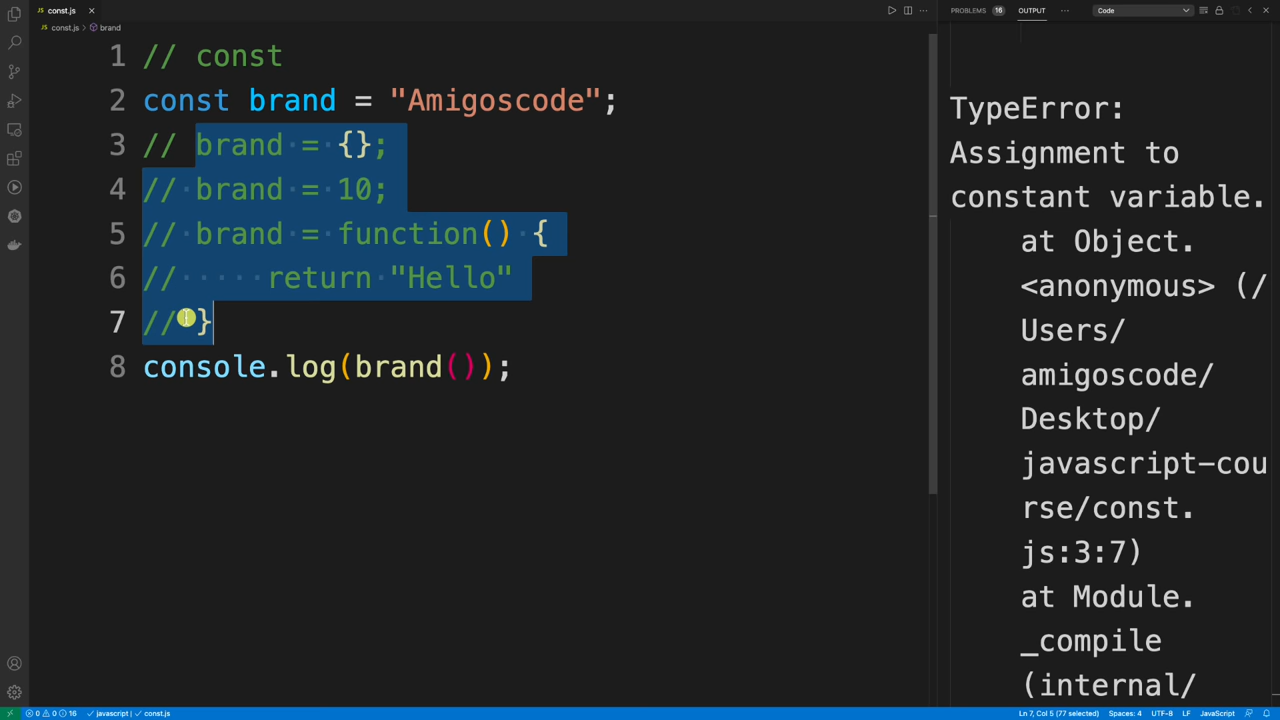 const.js
const.js brand
1 // const
2 const brand = "Amigoscode";
3 // brand = {};
4 // brand = 10;
5 // brand = function() {
6 //     return "Hello"
7 // }
8 console.log(brand());
PROBLEMS 16 OUTPUT ··· Code
TypeError:
Assignment to
constant variable.
at Object.
<anonymous> (/
Users/
amigoscode/
Desktop/
javascript-cou
rse/const.
js:3:7)
at Module.
_compile
(internal/
0 0 16 javascript | const.js Ln 7, Col 5 (77 selected) Spaces: 4 UTF-8 LF JavaScript